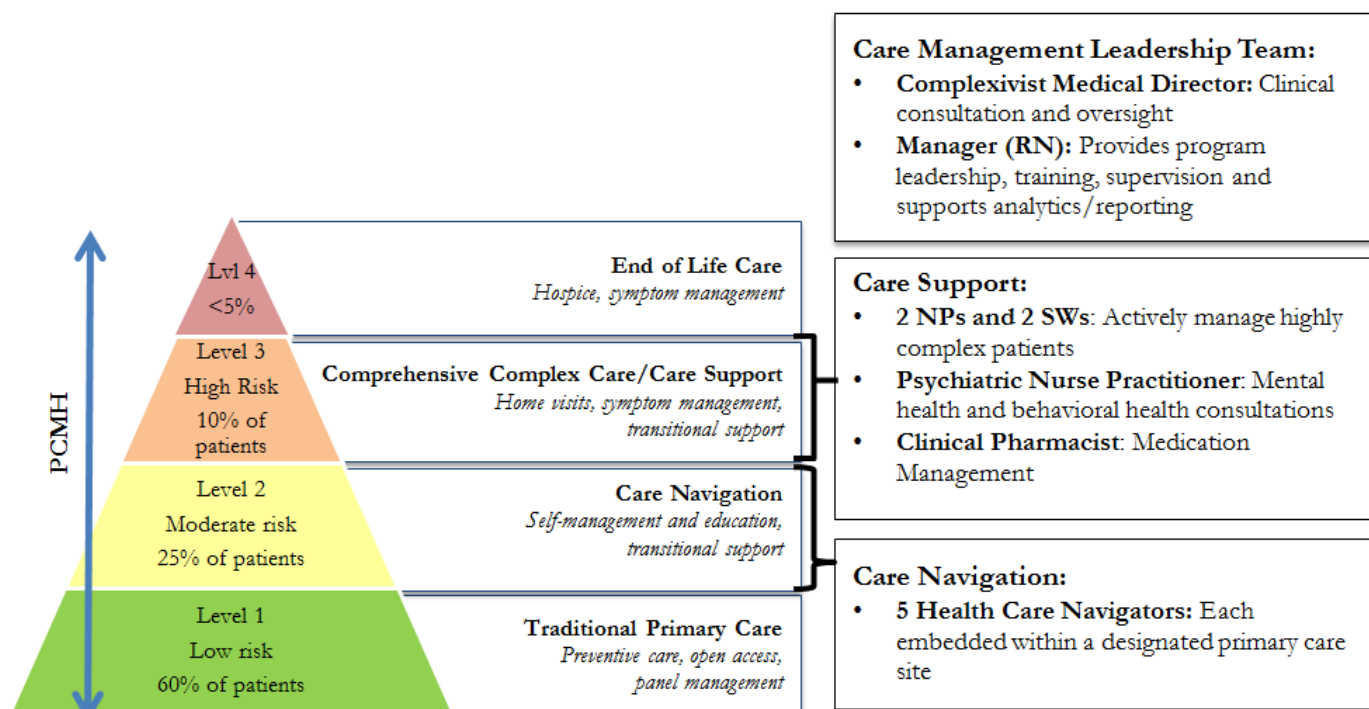 PCMH
Lvl 4
<5%
Level 3
High Risk
10% of
patients
Level 2
Moderate risk
25% of patients
Level 1
Low risk
60% of patients
End of Life Care
Hospice, symptom management
Comprehensive Complex Care/Care Support
Home visits, symptom management,
transitional support
Care Navigation
Self-management and education,
transitional support
Traditional Primary Care
Preventive care, open access,
panel management
Care Management Leadership Team:
• Complexivist Medical Director: Clinical
consultation and oversight
• Manager (RN): Provides program
leadership, training, supervision and
supports analytics/reporting
Care Support:
• 2 NPs and 2 SWs: Actively manage highly
complex patients
• Psychiatric Nurse Practitioner: Mental
health and behavioral health consultations
• Clinical Pharmacist: Medication
Management
Care Navigation:
• 5 Health Care Navigators: Each
embedded within a designated primary care
site